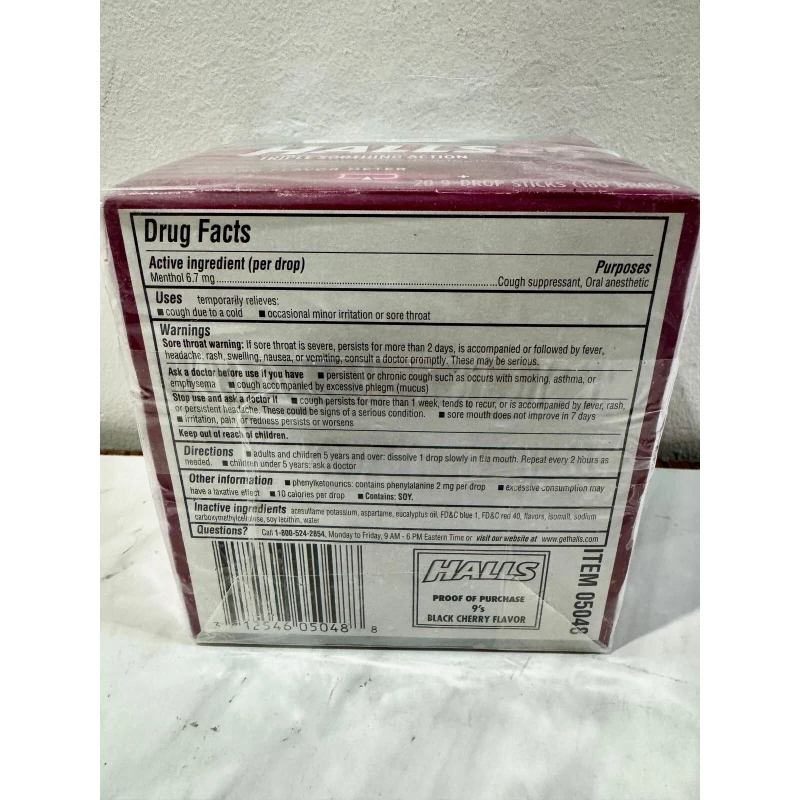 HALLS
TRIPLE SOOTHING ACTION
FLAVOR METER
20 9-DROP STICKS
Drug Facts
Active ingredient (per drop) Purposes
Menthol 6.7 mg Cough suppressant, Oral anesthetic
Uses temporarily relieves:
■ cough due to a cold ■ occasional minor irritation or sore throat
Warnings
Sore throat warning: If sore throat is severe, persists for more than 2 days, is accompanied or followed by fever,
headache, rash, swelling, nausea, or vomiting, consult a doctor promptly. These may be serious.
Ask a doctor before use if you have ■ persistent or chronic cough such as occurs with smoking, asthma, or
emphysema ■ cough accompanied by excessive phlegm (mucus)
Stop use and ask a doctor if ■ cough persists for more than 1 week, tends to recur, or is accompanied by fever, rash,
or persistent headache. These could be signs of a serious condition. ■ sore mouth does not improve in 7 days
■ irritation, pain, or redness persists or worsens
Keep out of reach of children.
Directions ■ adults and children 5 years and over: dissolve 1 drop slowly in the mouth. Repeat every 2 hours as
needed. ■ children under 5 years: ask a doctor
Other information ■ phenylketonurics: contains phenylalanine 2 mg per drop ■ excessive consumption may
have a laxative effect ■ 10 calories per drop ■ Contains: SOY.
Inactive ingredients acesulfame potassium, aspartame, eucalyptus oil, FD&C blue 1, FD&C red 40, flavors, isomalt, sodium
carboxymethylcellulose, soy lecithin, water
Questions? Call 1-800-524-2854, Monday to Friday, 9 AM - 6 PM Eastern Time or visit our website at www.gethalls.com
3 12546 05048 8
HALLS
PROOF OF PURCHASE
9's
BLACK CHERRY FLAVOR
ITEM 05048